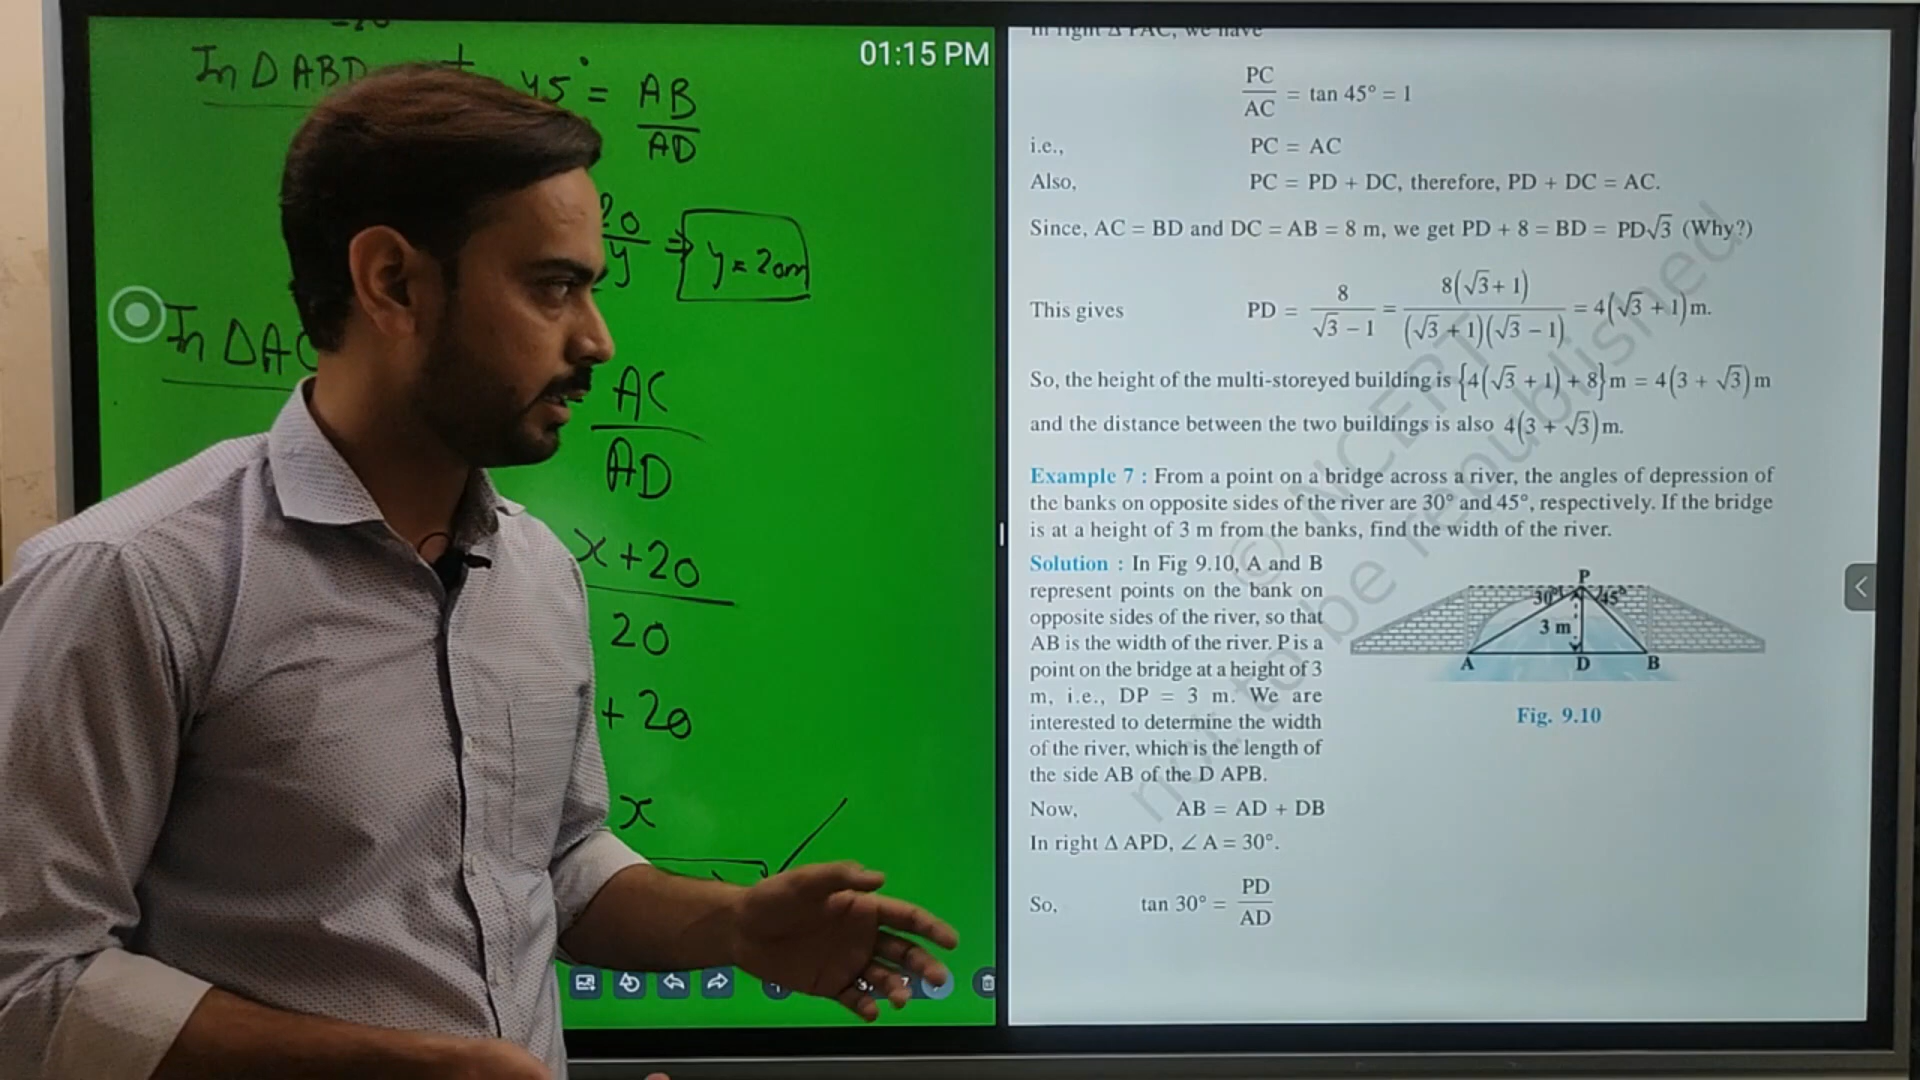 In Δ ABD
45° = AB
AD
20
y
⇒ y = 20m
In ΔAC
AC
AD
x+20
20
+ 20
x
01:15 PM
In right Δ PAC, we have
PC
AC
= tan 45° = 1
i.e., PC = AC
Also, PC = PD + DC, therefore, PD + DC = AC.
Since, AC = BD and DC = AB = 8 m, we get PD + 8 = BD = PD√3 (Why?)
This gives PD = 8/(√3 − 1) = 8(√3 + 1)/((√3 + 1)(√3 − 1)) = 4(√3 + 1)m.
So, the height of the multi-storeyed building is {4(√3 + 1) + 8}m = 4(3 + √3)m
and the distance between the two buildings is also 4(3 + √3)m.
Example 7 : From a point on a bridge across a river, the angles of depression of
the banks on opposite sides of the river are 30° and 45°, respectively. If the bridge
is at a height of 3 m from the banks, find the width of the river.
Solution : In Fig 9.10, A and B
represent points on the bank on
opposite sides of the river, so that
AB is the width of the river. P is a
point on the bridge at a height of 3
m, i.e., DP = 3 m. We are
interested to determine the width
of the river, which is the length of
the side AB of the D APB.
Now, AB = AD + DB
In right Δ APD, ∠ A = 30°.
So, tan 30° = PD
AD
P
30° 45°
3 m
A D B
Fig. 9.10
© NCERT
not to be republished